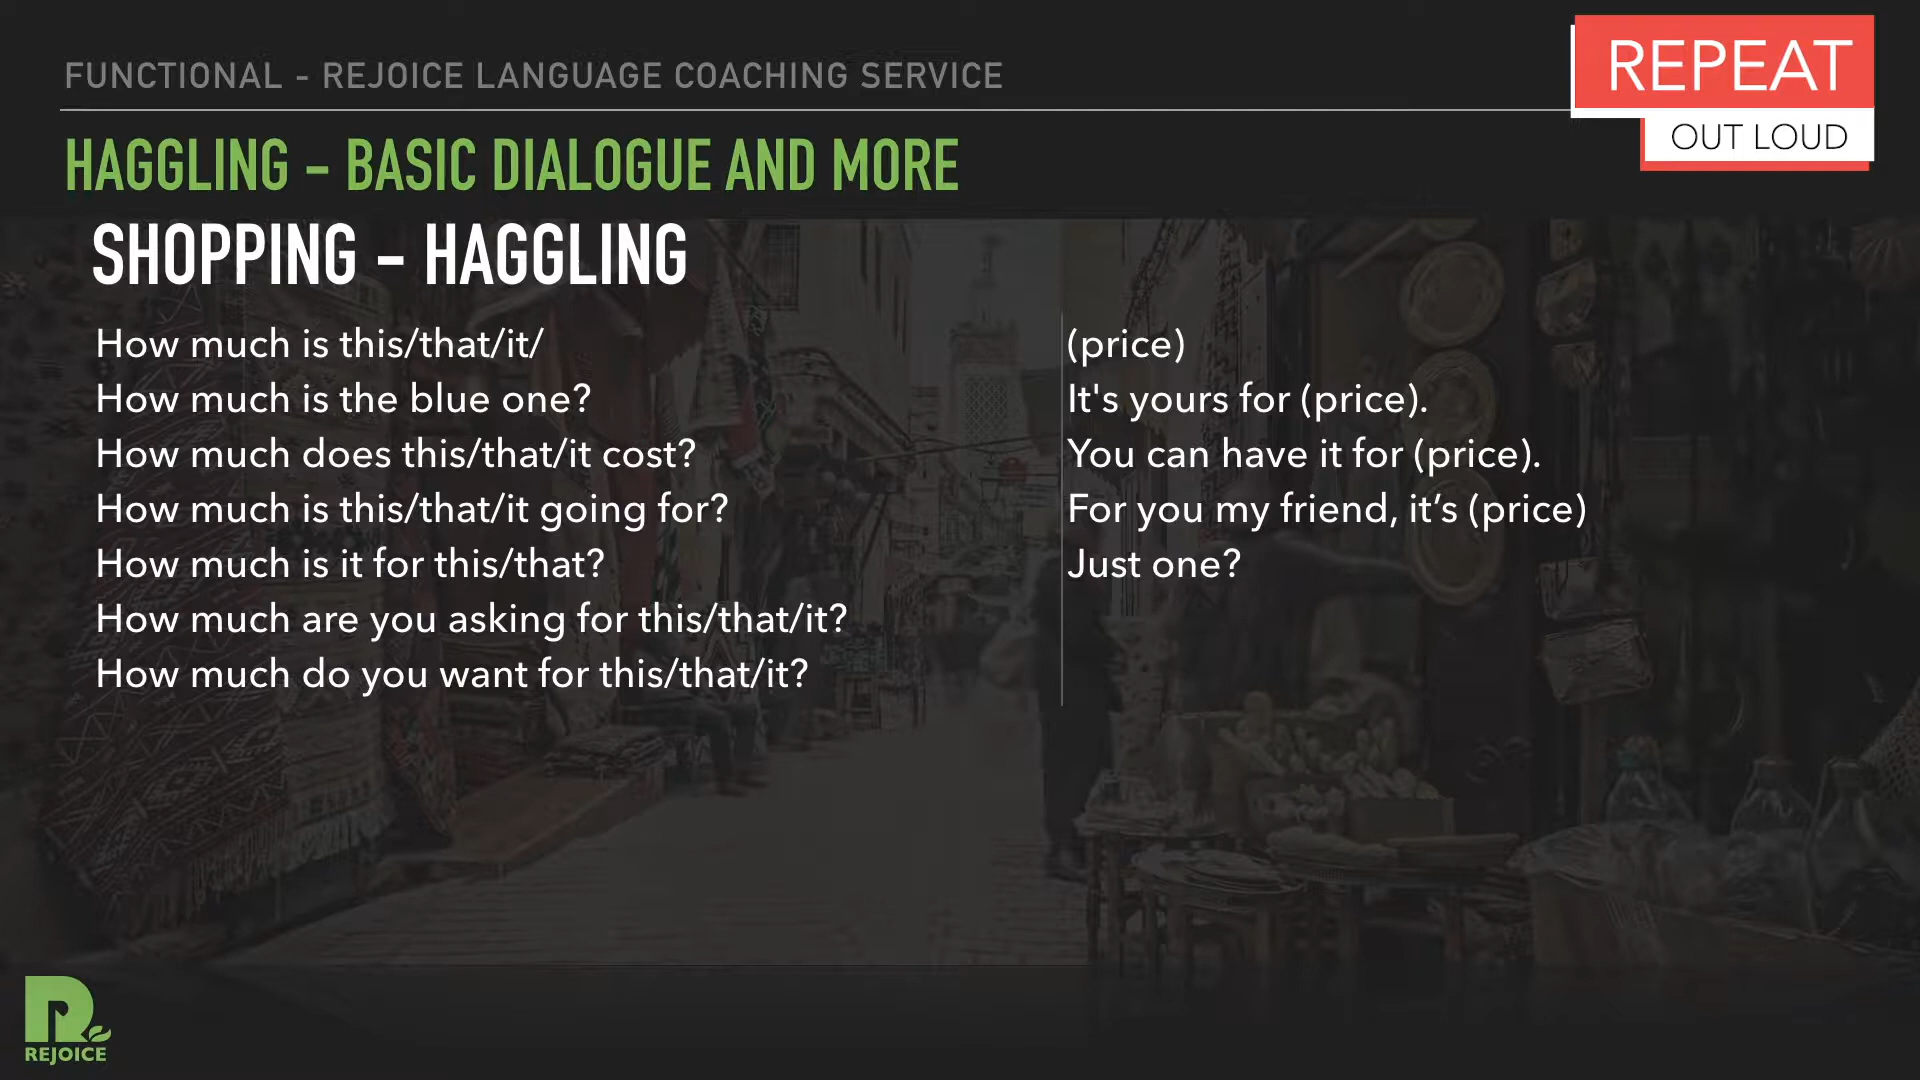 FUNCTIONAL - REJOICE LANGUAGE COACHING SERVICE
REPEAT
OUT LOUD
HAGGLING - BASIC DIALOGUE AND MORE
SHOPPING - HAGGLING
How much is this/that/it/
How much is the blue one?
How much does this/that/it cost?
How much is this/that/it going for?
How much is it for this/that?
How much are you asking for this/that/it?
How much do you want for this/that/it?
(price)
It's yours for (price).
You can have it for (price).
For you my friend, it’s (price)
Just one?
REJOICE